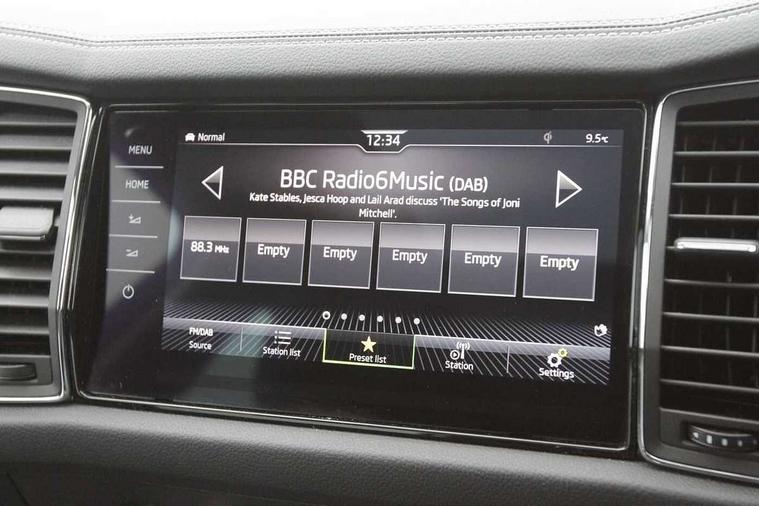 MENU
HOME
Normal
12:34
9.5°C
BBC Radio6Music (DAB)
Kate Stables, Jesca Hoop and Lail Arad discuss 'The Songs of Joni
Mitchell'.
88.3 MHz
Empty
Empty
Empty
Empty
Empty
FM/DAB
Source
Station list
Preset list
Station
Settings